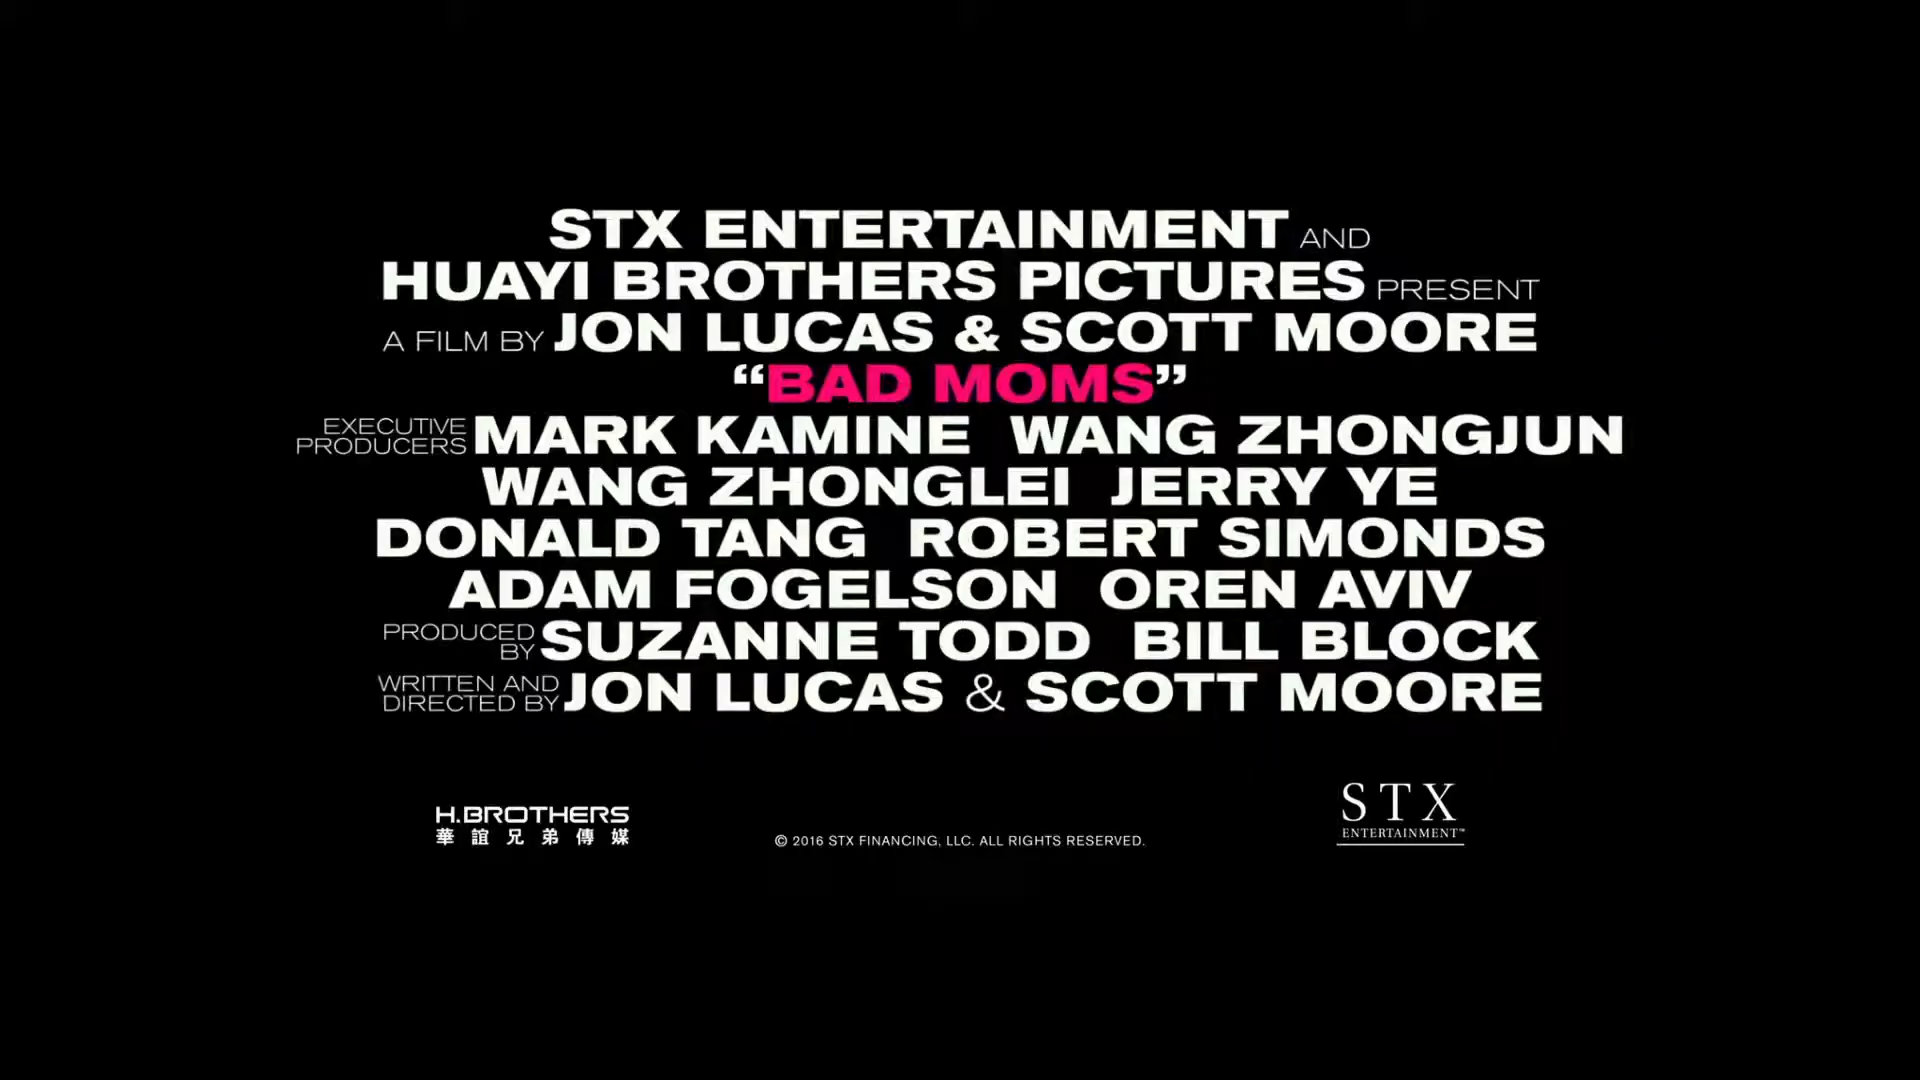 STX ENTERTAINMENT AND
HUAYI BROTHERS PICTURES PRESENT
A FILM BY JON LUCAS & SCOTT MOORE
“BAD MOMS”
EXECUTIVE PRODUCERS MARK KAMINE WANG ZHONGJUN
WANG ZHONGLEI JERRY YE
DONALD TANG ROBERT SIMONDS
ADAM FOGELSON OREN AVIV
PRODUCED BY SUZANNE TODD BILL BLOCK
WRITTEN AND DIRECTED BY JON LUCAS & SCOTT MOORE
H.BROTHERS
華誼兄弟傳媒
© 2016 STX FINANCING, LLC. ALL RIGHTS RESERVED.
STX
ENTERTAINMENT™